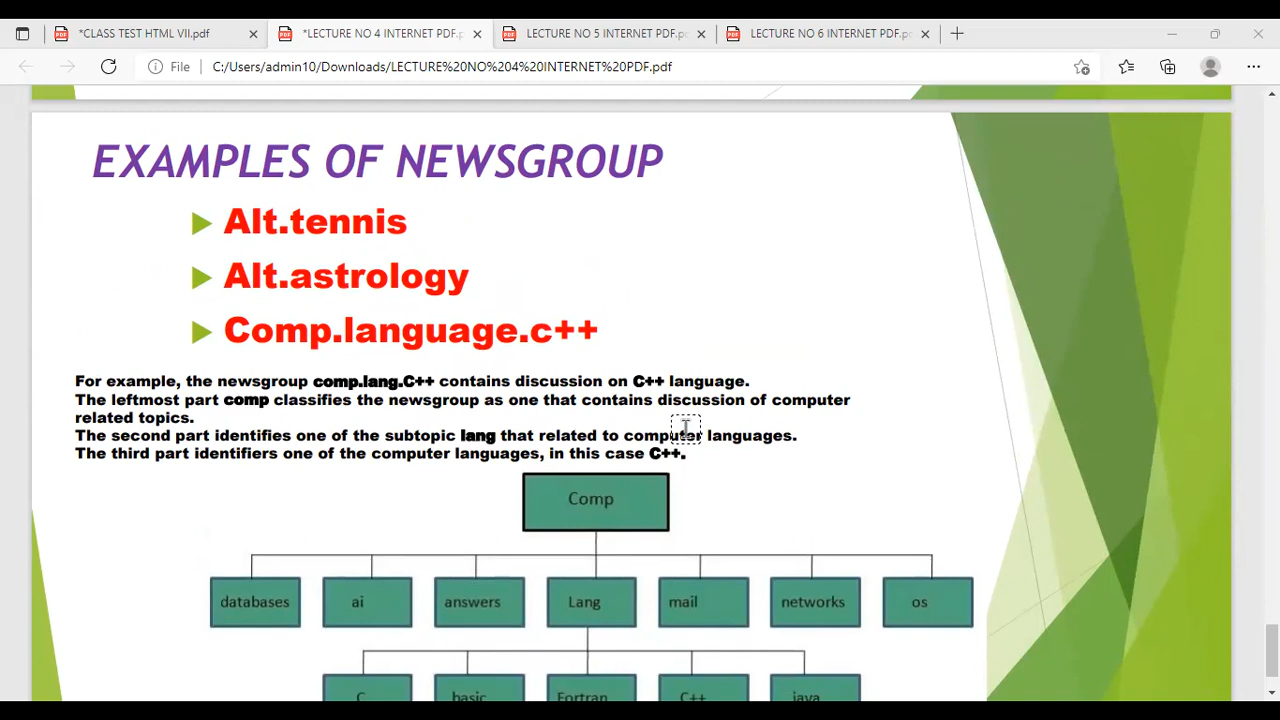 *CLASS TEST HTML VII.pdf
*LECTURE NO 4 INTERNET PDF.p
LECTURE NO 5 INTERNET PDF.pd
LECTURE NO 6 INTERNET PDF.pd
File
C:/Users/admin10/Downloads/LECTURE%20NO%204%20INTERNET%20PDF.pdf
EXAMPLES OF NEWSGROUP
Alt.tennis
Alt.astrology
Comp.language.c++
For example, the newsgroup comp.lang.C++ contains discussion on C++ language.
The leftmost part comp classifies the newsgroup as one that contains discussion of computer
related topics.
The second part identifies one of the subtopic lang that related to computer languages.
The third part identifiers one of the computer languages, in this case C++.
Comp
databases ai answers Lang mail networks os
C basic Fortran C++ java